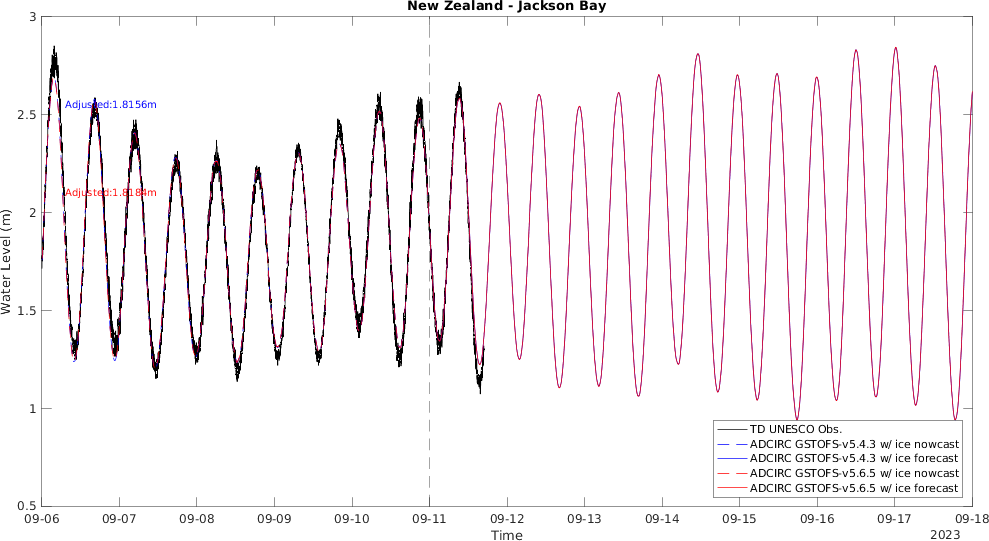 New Zealand - Jackson Bay
3
2.5
2
1.5
1
0.5
Water Level (m)
Adjusted:1.8156m
Adjusted:1.8184m
TD UNESCO Obs.
ADCIRC GSTOFS-v5.4.3 w/ ice nowcast
ADCIRC GSTOFS-v5.4.3 w/ ice forecast
ADCIRC GSTOFS-v5.6.5 w/ ice nowcast
ADCIRC GSTOFS-v5.6.5 w/ ice forecast
09-06 09-07 09-08 09-09 09-10 09-11 09-12 09-13 09-14 09-15 09-16 09-17 09-18
Time
2023